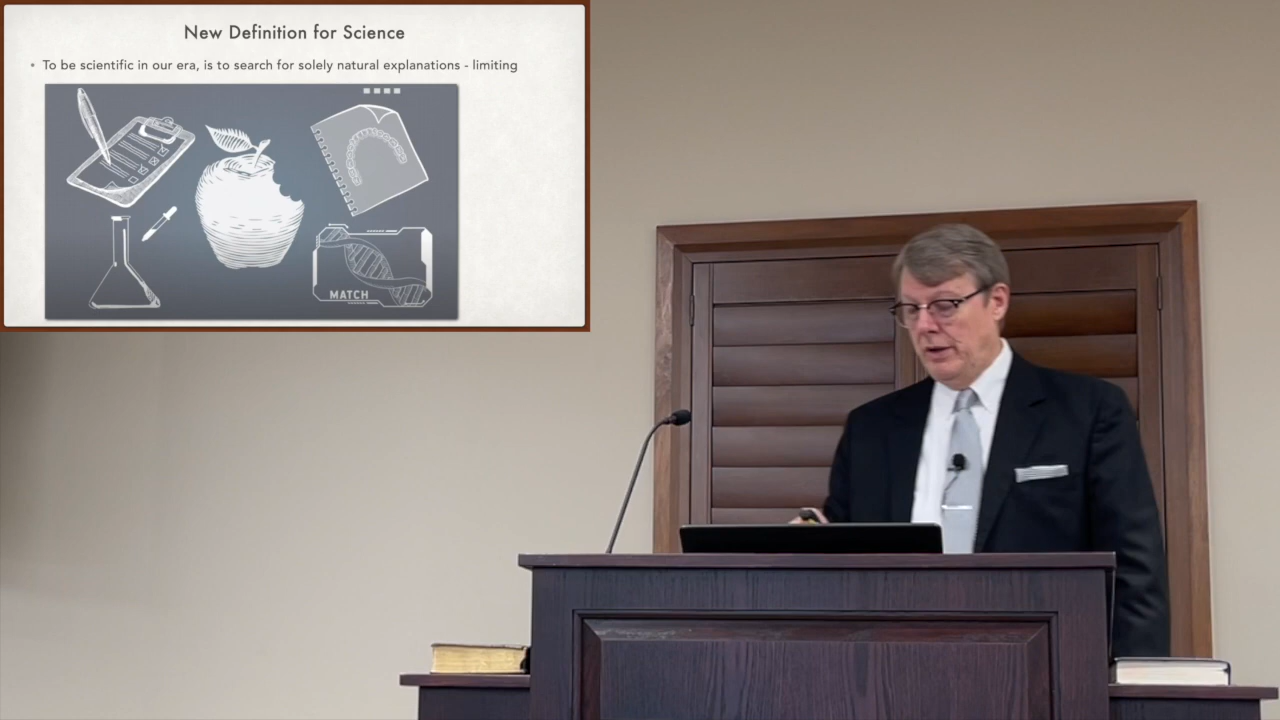 New Definition for Science
• To be scientific in our era, is to search for solely natural explanations - limiting
MATCH